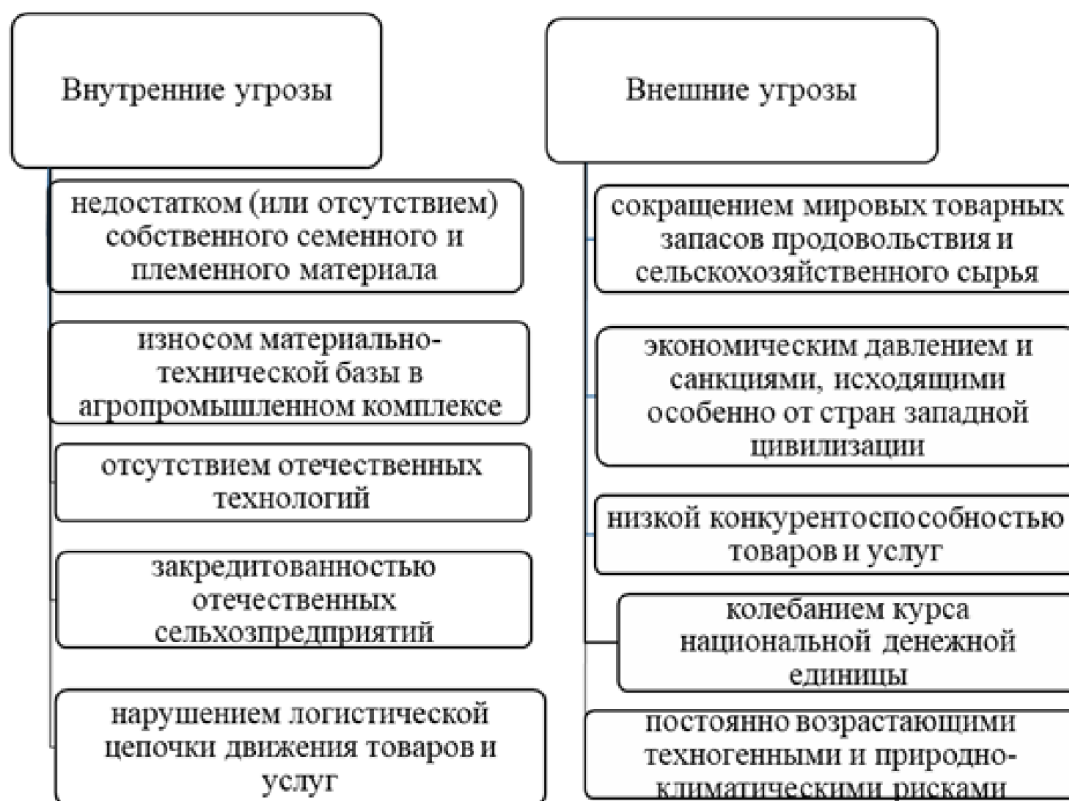 Внутренние угрозы
недостатком (или отсутствием)
собственного семенного и
племенного материала
износом материально-
технической базы в
агропромышленном комплексе
отсутствием отечественных
технологий
закредитованностью
отечественных
сельхозпредприятий
нарушением логистической
цепочки движения товаров и
услуг
Внешние угрозы
сокращением мировых товарных
запасов продовольствия и
сельскохозяйственного сырья
экономическим давлением и
санкциями, исходящими
особенно от стран западной
цивилизации
низкой конкурентоспособностью
товаров и услуг
колебанием курса
национальной денежной
единицы
постоянно возрастающими
техногенными и природно-
климатическими рисками